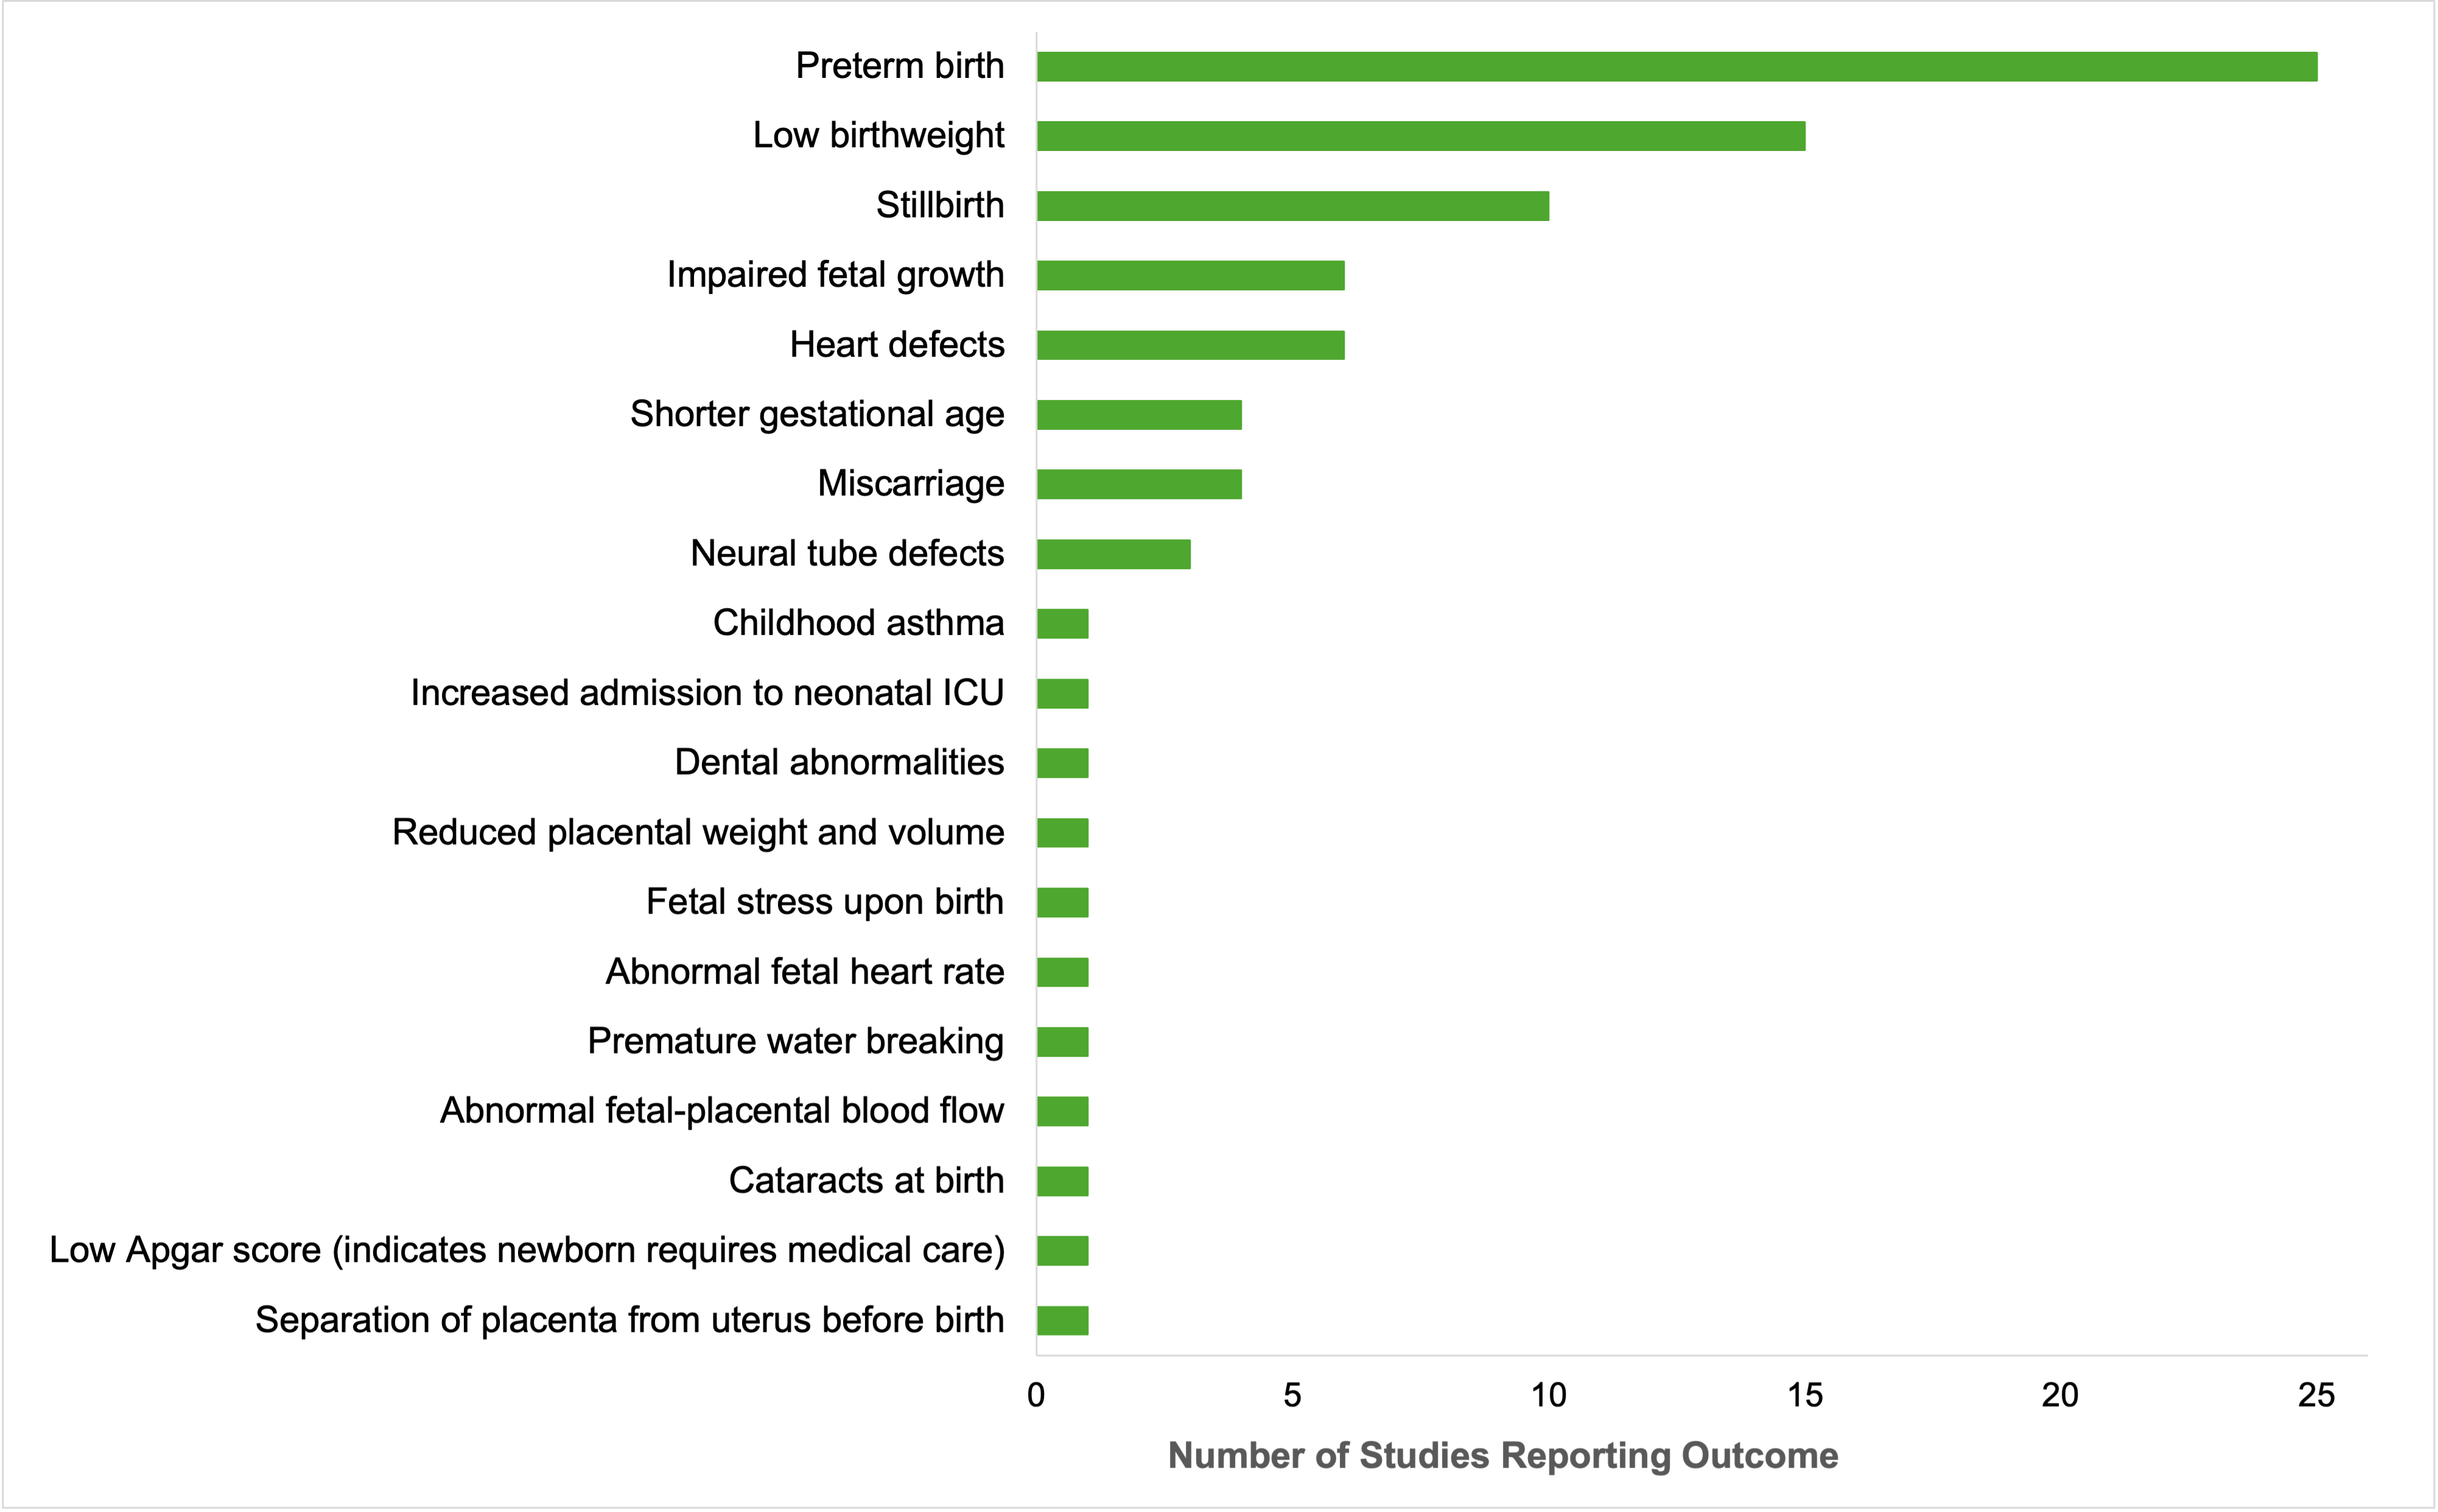 Preterm birth
Low birthweight
Stillbirth
Impaired fetal growth
Heart defects
Shorter gestational age
Miscarriage
Neural tube defects
Childhood asthma
Increased admission to neonatal ICU
Dental abnormalities
Reduced placental weight and volume
Fetal stress upon birth
Abnormal fetal heart rate
Premature water breaking
Abnormal fetal-placental blood flow
Cataracts at birth
Low Apgar score (indicates newborn requires medical care)
Separation of placenta from uterus before birth
0 5 10 15 20 25
Number of Studies Reporting Outcome